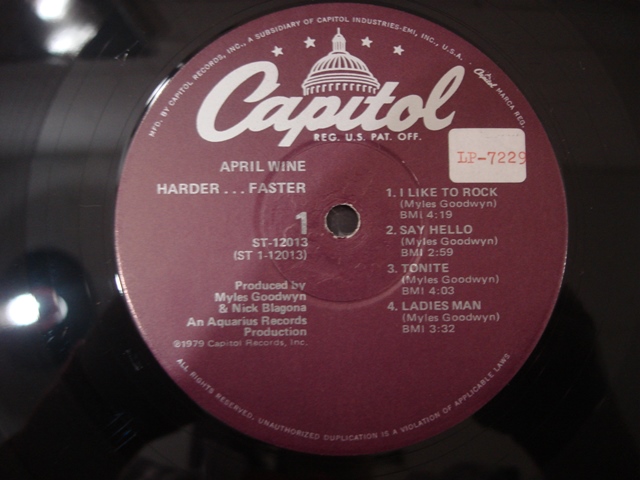 MFD. BY CAPITOL RECORDS, INC., A SUBSIDIARY OF CAPITOL INDUSTRIES-EMI, INC., U.S.A.
Capitol MARCA REG.
Capitol
REG. U.S. PAT. OFF.
LP-7229
APRIL WINE
HARDER . . . FASTER
1
ST-12013
(ST 1-12013)
Produced by
Myles Goodwyn
& Nick Blagona
An Aquarius Records
Production
℗1979 Capitol Records, Inc.
1. I LIKE TO ROCK
(Myles Goodwyn)
BMI 4:19
2. SAY HELLO
(Myles Goodwyn)
BMI 2:59
3. TONITE
(Myles Goodwyn)
BMI 4:03
4. LADIES MAN
(Myles Goodwyn)
BMI 3:32
ALL RIGHTS RESERVED. UNAUTHORIZED DUPLICATION IS A VIOLATION OF APPLICABLE LAWS